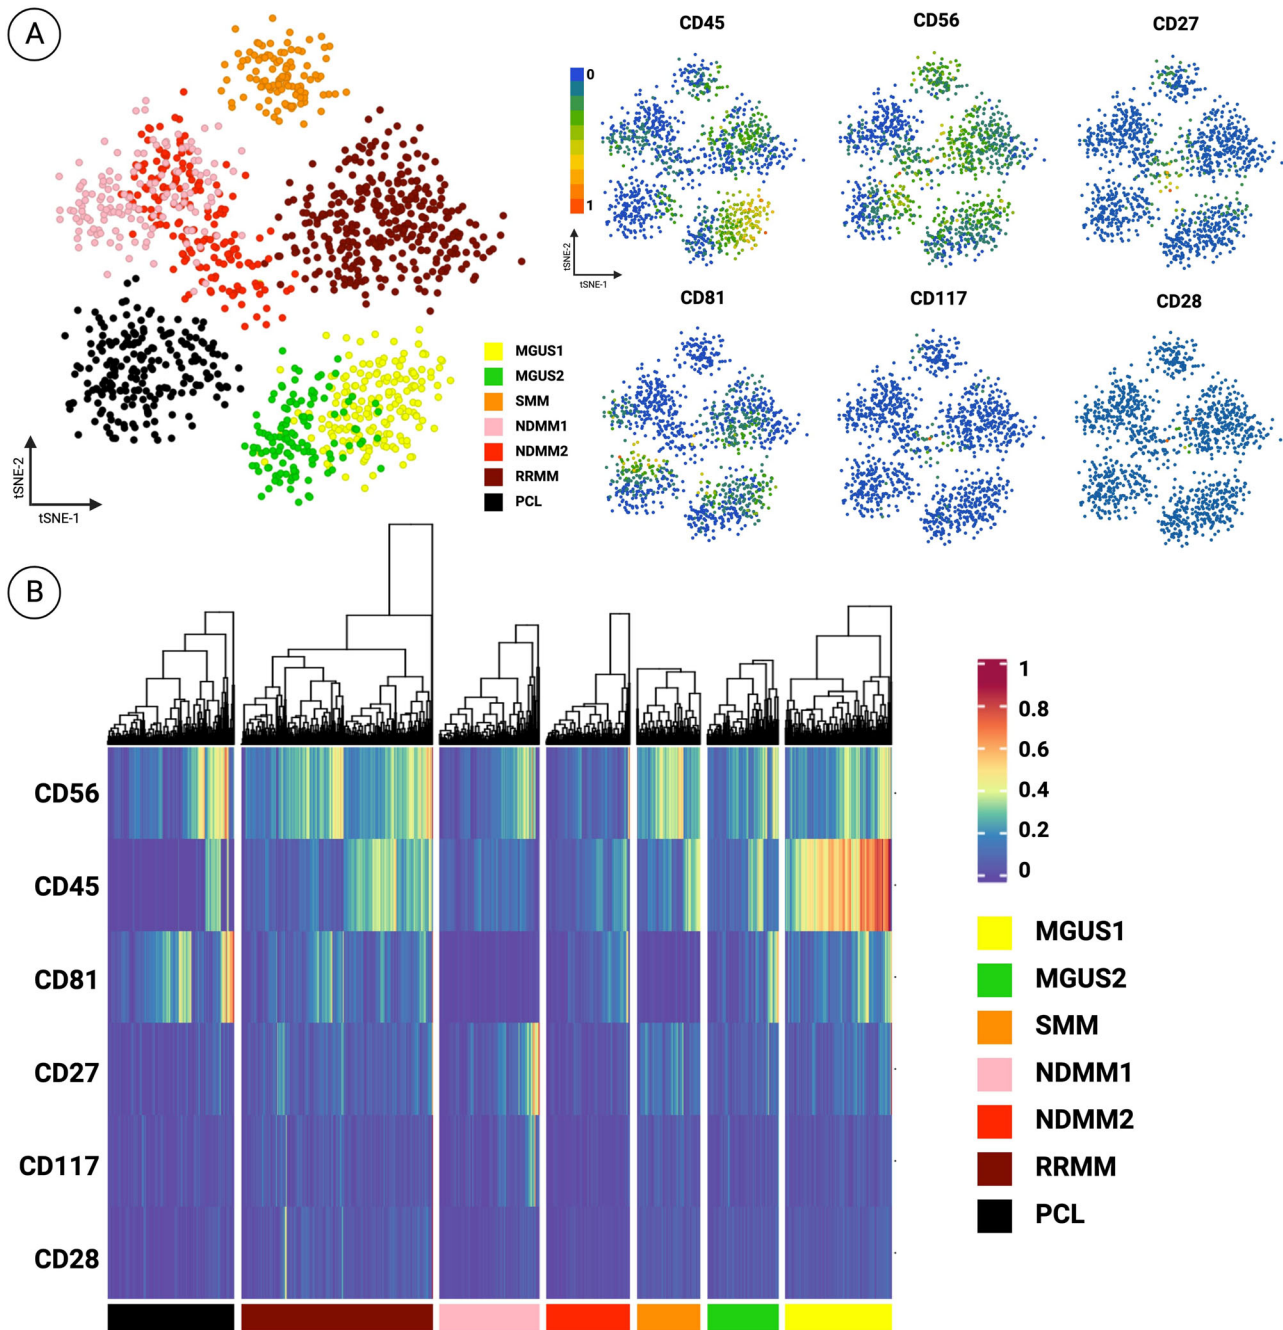 A
CD45
CD56
CD27
0
1
tSNE-2
tSNE-1
CD81
CD117
CD28
MGUS1
MGUS2
SMM
NDMM1
NDMM2
RRMM
PCL
tSNE-2
tSNE-1
B
CD56
CD45
CD81
CD27
CD117
CD28
1
0.8
0.6
0.4
0.2
0
MGUS1
MGUS2
SMM
NDMM1
NDMM2
RRMM
PCL